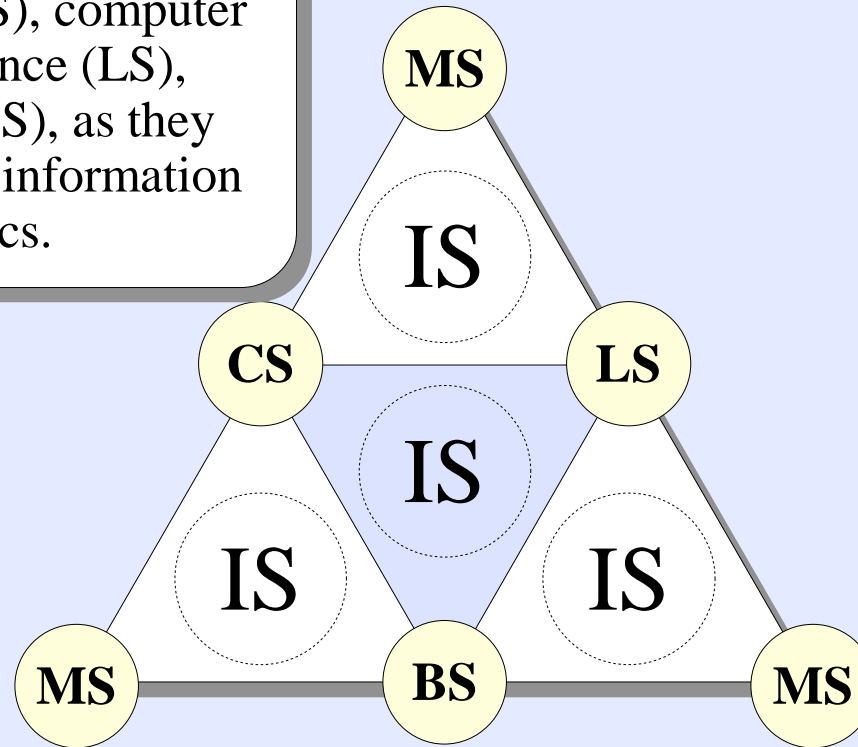 S), computer
nce (LS),
S), as they
information
cs.
MS
IS
CS LS
IS
IS IS
MS BS MS